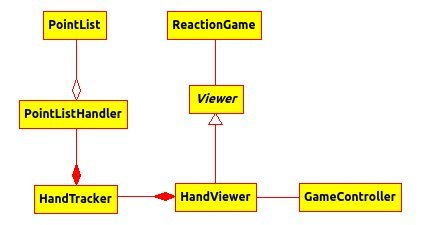 PointList
ReactionGame
Viewer
PointListHandler
HandTracker
HandViewer
GameController